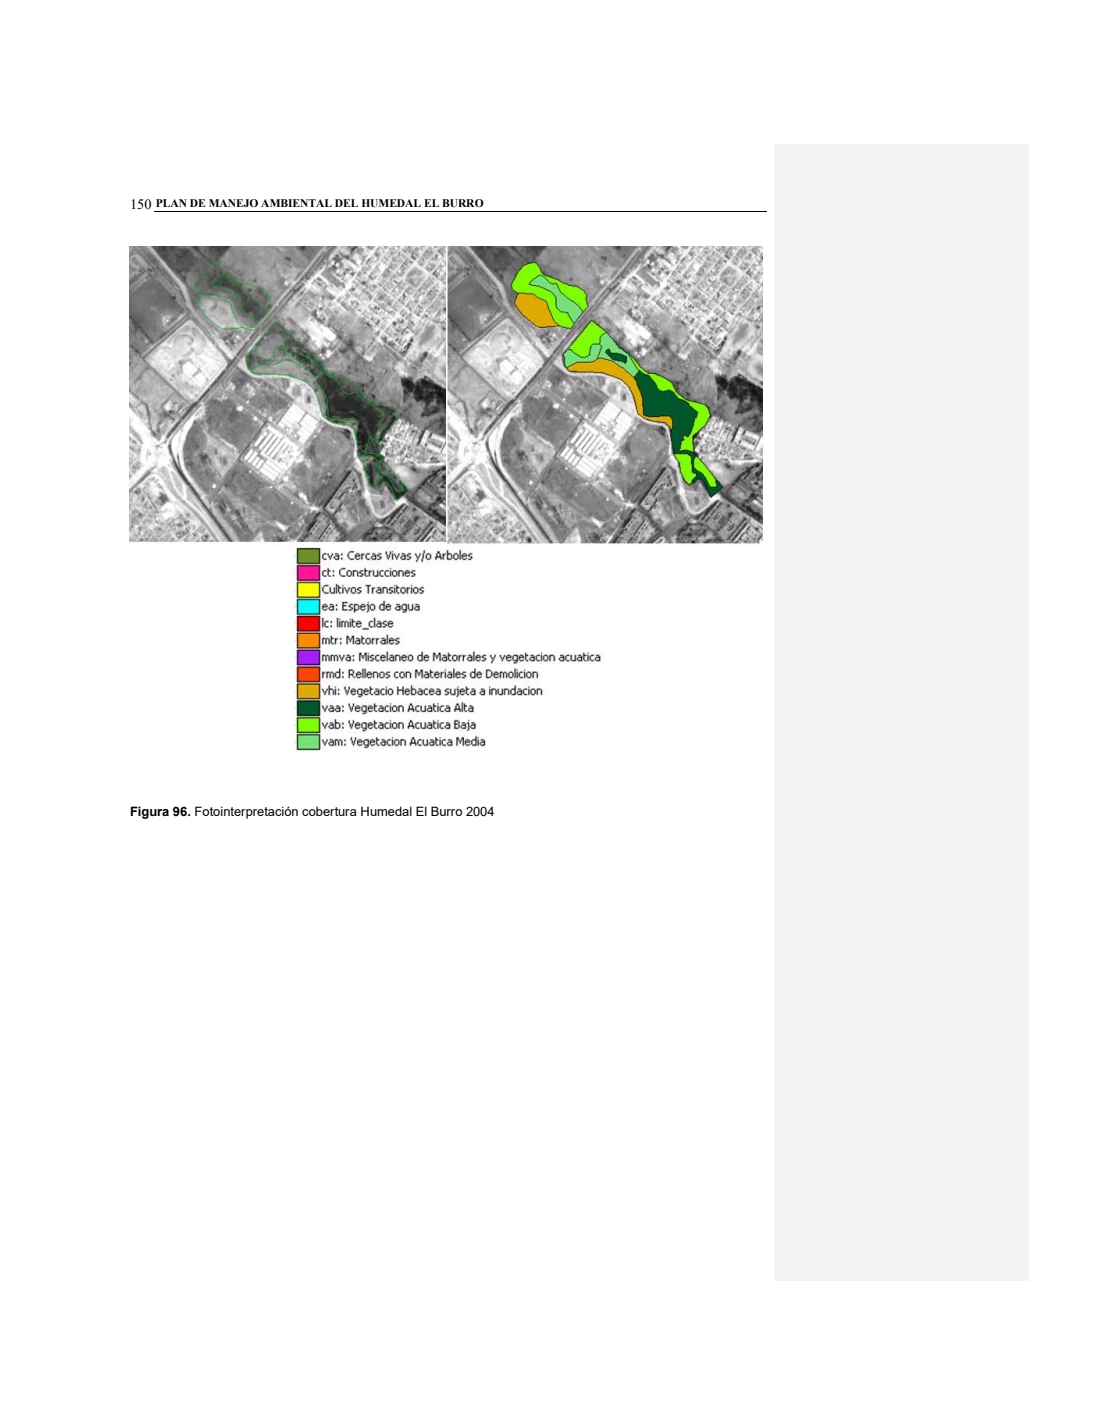 150 PLAN DE MANEJO AMBIENTAL DEL HUMEDAL EL BURRO
cva: Cercas Vivas y/o Arboles
ct: Construcciones
Cultivos Transitorios
ea: Espejo de agua
lc: limite_clase
mtr: Matorrales
mmva: Miscelaneo de Matorrales y vegetacion acuatica
rmd: Rellenos con Materiales de Demolicion
vhi: Vegetacio Hebacea sujeta a inundacion
vaa: Vegetacion Acuatica Alta
vab: Vegetacion Acuatica Baja
vam: Vegetacion Acuatica Media
Figura 96. Fotointerpretación cobertura Humedal El Burro 2004